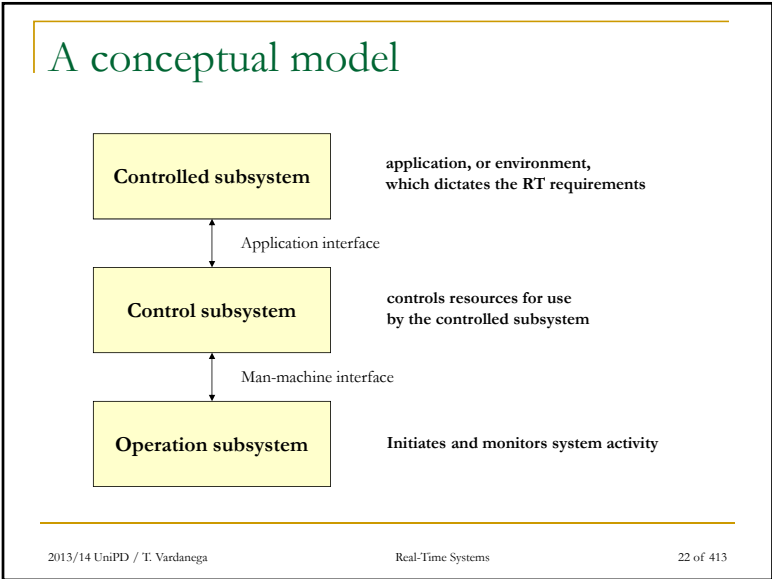 A conceptual model
Controlled subsystem
application, or environment,
which dictates the RT requirements
Application interface
Control subsystem
controls resources for use
by the controlled subsystem
Man-machine interface
Operation subsystem
Initiates and monitors system activity
2013/14 UniPD / T. Vardanega
Real-Time Systems
22 of 413